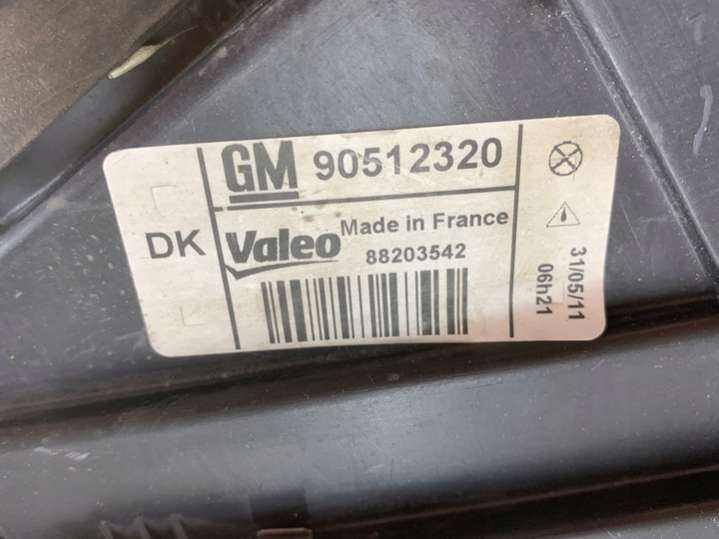 GM 90512320
DK
Valeo Made in France
88203542
31/05/11
06h21